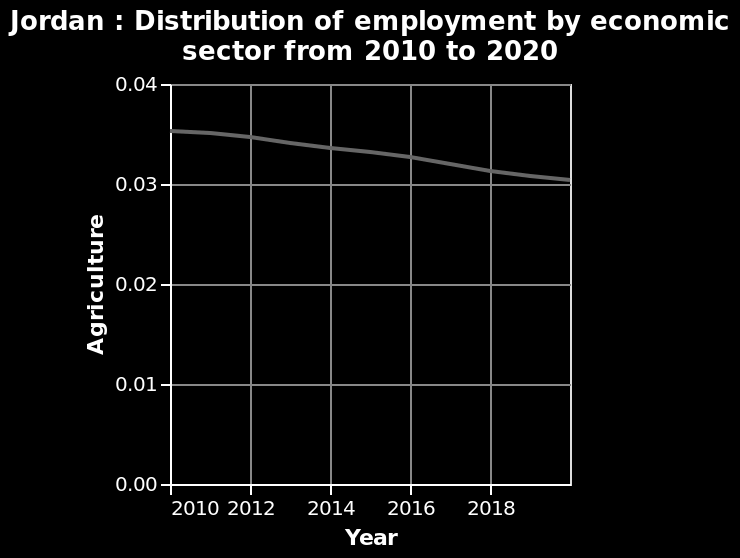 Jordan : Distribution of employment by economic
sector from 2010 to 2020
0.04
0.03
0.02
0.01
0.00
Agriculture
2010 2012 2014 2016 2018
Year